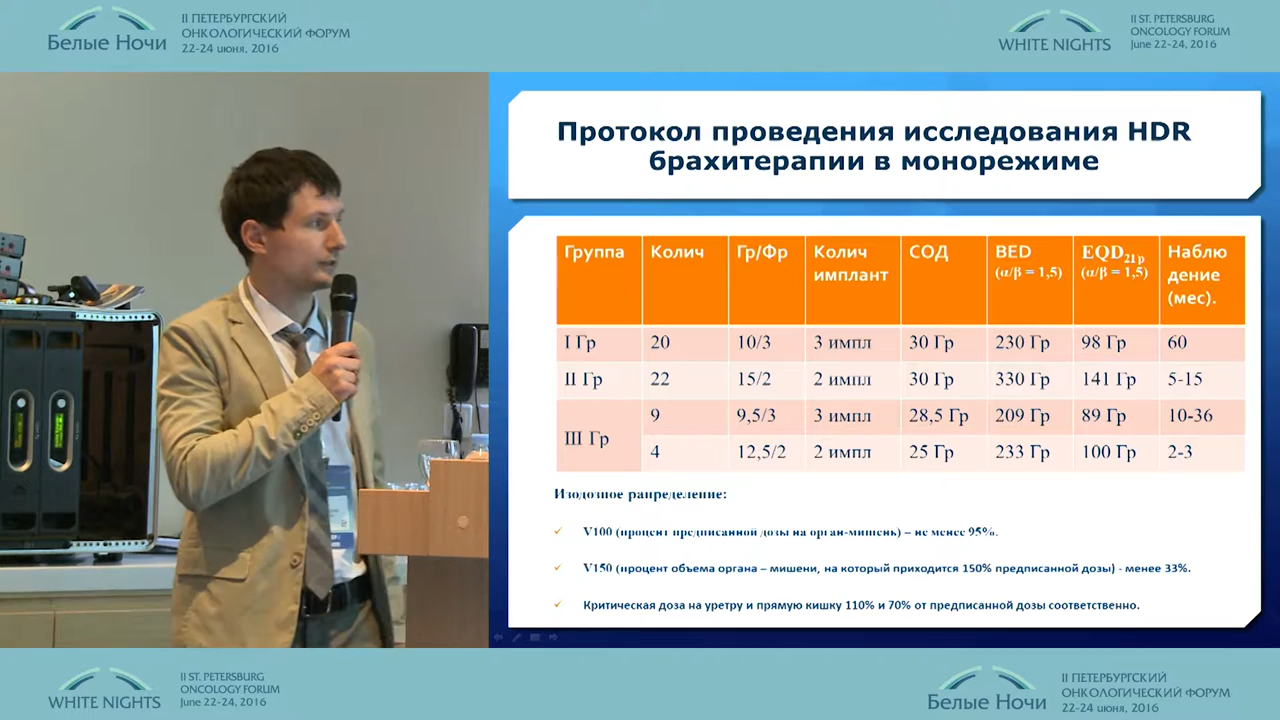 II ПЕТЕРБУРГСКИЙ
ОНКОЛОГИЧЕСКИЙ ФОРУМ
Белые Ночи
22-24 июня, 2016
II ST. PETERSBURG
ONCOLOGY FORUM
WHITE NIGHTS
June 22-24, 2016
Протокол проведения исследования HDR
брахитерапии в монорежиме
Группа Колич Гр/Фр Колич имплант СОД BED (α/β = 1,5) EQD21р (α/β = 1,5) Наблю дение (мес).
I Гр 20 10/3 3 импл 30 Гр 230 Гр 98 Гр 60
II Гр 22 15/2 2 импл 30 Гр 330 Гр 141 Гр 5-15
III Гр 9 9,5/3 3 импл 28,5 Гр 209 Гр 89 Гр 10-36
4 12,5/2 2 импл 25 Гр 233 Гр 100 Гр 2-3
Изодозное рапределение:
V100 (процент предписанной дозы на орган-мишень) – не менее 95%.
V150 (процент объема органа – мишени, на который приходится 150% предписанной дозы) - менее 33%.
Критическая доза на уретру и прямую кишку 110% и 70% от предписанной дозы соответственно.
II ST. PETERSBURG
ONCOLOGY FORUM
WHITE NIGHTS
June 22-24, 2016
II ПЕТЕРБУРГСКИЙ
ОНКОЛОГИЧЕСКИЙ ФОРУМ
Белые Ночи
22-24 июня, 2016